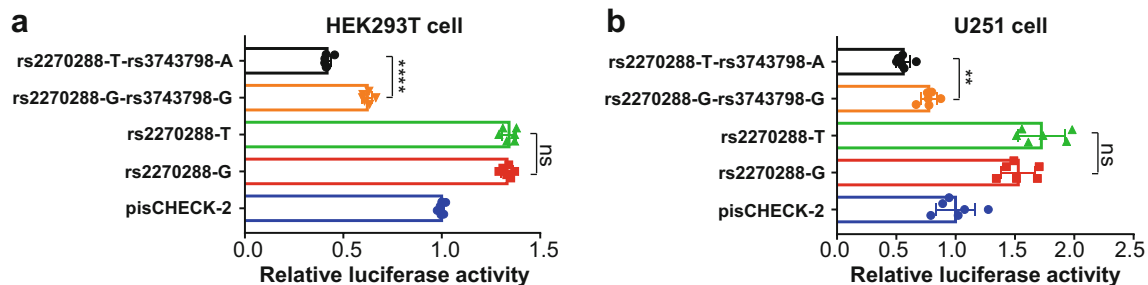 a
HEK293T cell
rs2270288-T-rs3743798-A
rs2270288-G-rs3743798-G
rs2270288-T
rs2270288-G
pisCHECK-2
****
ns
0.0 0.5 1.0 1.5
Relative luciferase activity
b
U251 cell
rs2270288-T-rs3743798-A
rs2270288-G-rs3743798-G
rs2270288-T
rs2270288-G
pisCHECK-2
**
ns
0.0 0.5 1.0 1.5 2.0 2.5
Relative luciferase activity